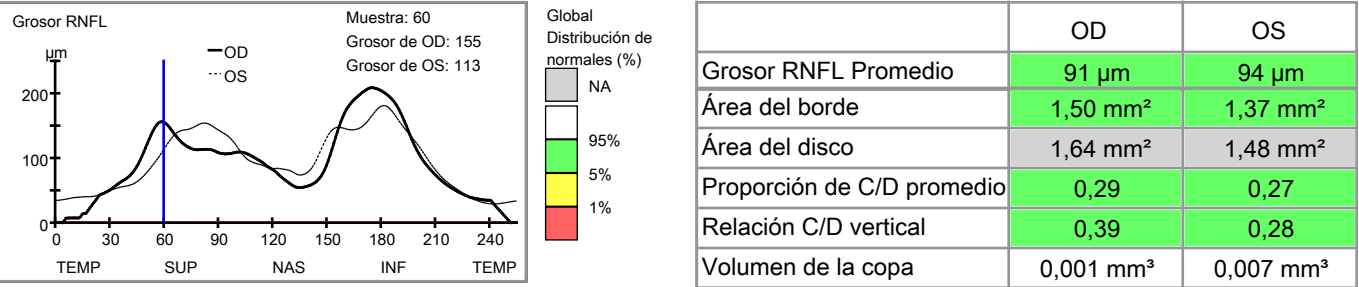 Grosor RNFL
Muestra: 60
Grosor de OD: 155
Grosor de OS: 113
µm
OD
OS
200
100
0
0 30 60 90 120 150 180 210 240
TEMP SUP NAS INF TEMP
Global
Distribución de
normales (%)
NA
95%
5%
1%
OD OS
Grosor RNFL Promedio 91 µm 94 µm
Área del borde 1,50 mm² 1,37 mm²
Área del disco 1,64 mm² 1,48 mm²
Proporción de C/D promedio 0,29 0,27
Relación C/D vertical 0,39 0,28
Volumen de la copa 0,001 mm³ 0,007 mm³